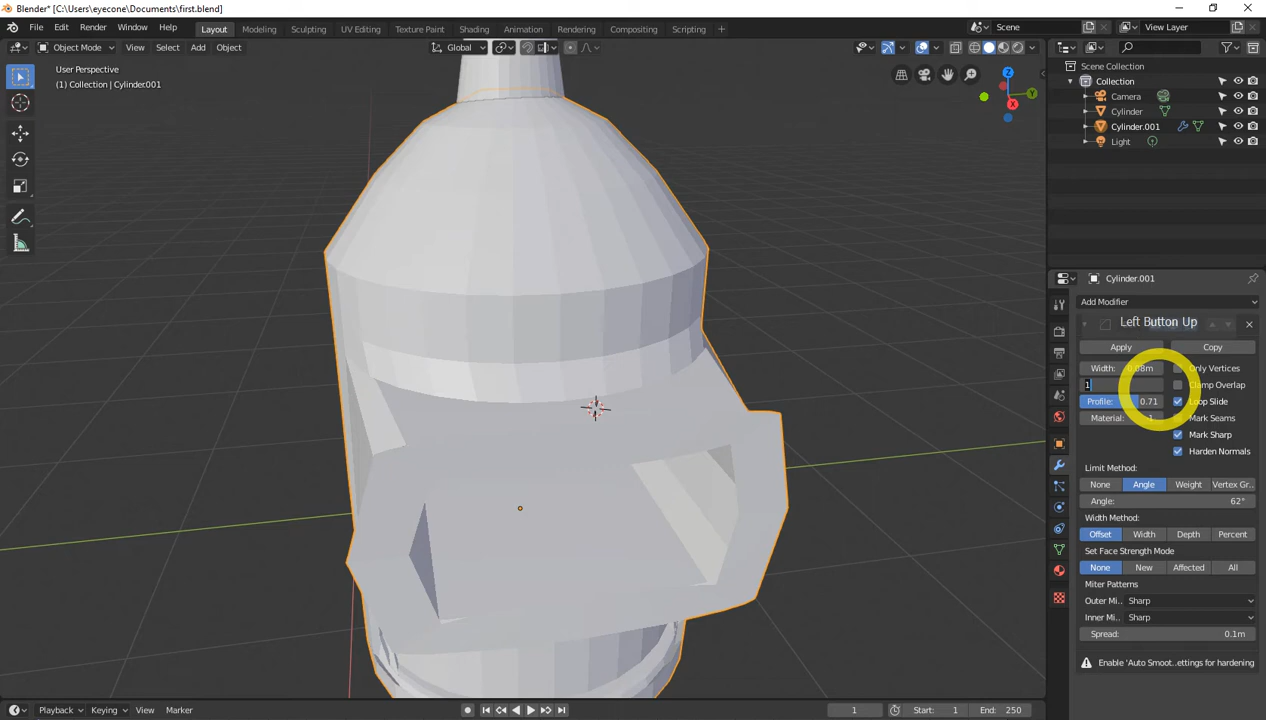 Blender* [C:\Users\eyecone\Documents\first.blend]
File Edit Render Window Help Layout Modeling Sculpting UV Editing Texture Paint Shading Animation Rendering Compositing Scripting Scene View Layer
Object Mode View Select Add Object Global
User Perspective
(1) Collection | Cylinder.001
Z
Y
X
Scene Collection
Collection
Camera
Cylinder
Cylinder.001
Light
Cylinder.001
Add Modifier
Left Button Up
Apply Copy
Width: 0.08m Only Vertices
1 Clamp Overlap
Profile: 0.71 Loop Slide
Material: Mark Seams
Mark Sharp
Harden Normals
Limit Method:
None Angle Weight Vertex Gr..
Angle: 62°
Width Method:
Offset Width Depth Percent
Set Face Strength Mode
None New Affected All
Miter Patterns
Outer Mi.. Sharp
Inner Mi.. Sharp
Spread: 0.1m
Enable 'Auto Smoot..ettings for hardening
Playback Keying View Marker 1 Start: 1 End: 250